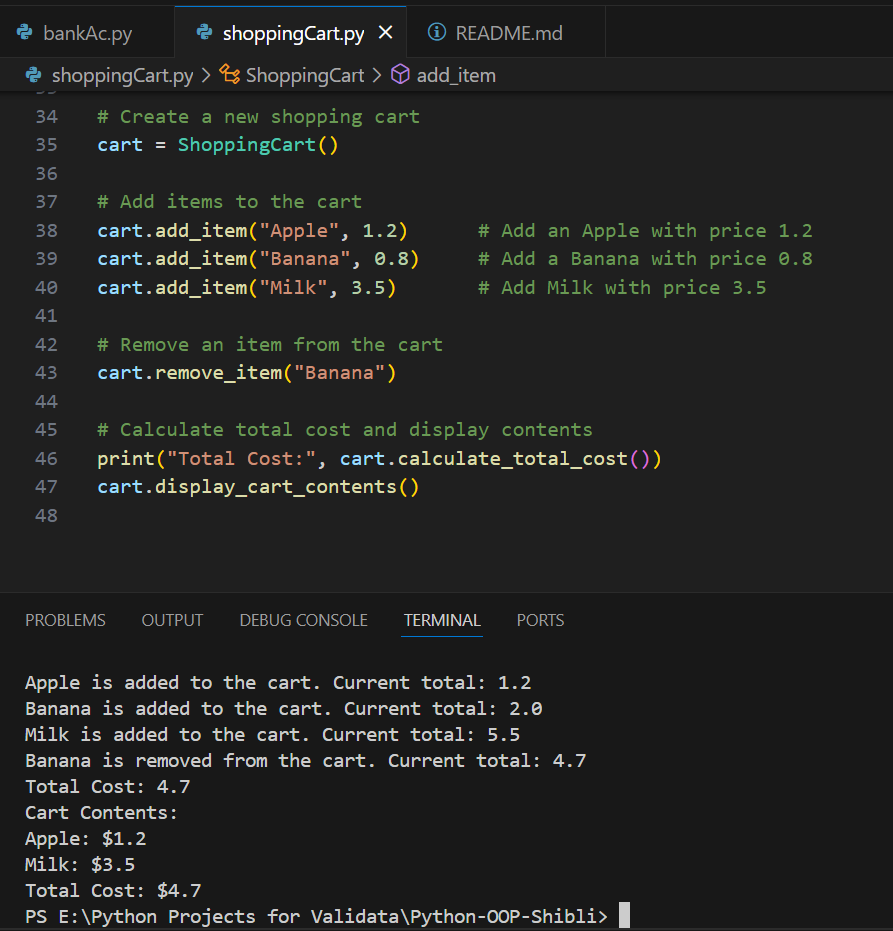 bankAc.py shoppingCart.py README.md
shoppingCart.py > ShoppingCart > add_item
34 # Create a new shopping cart
35 cart = ShoppingCart()
36
37 # Add items to the cart
38 cart.add_item("Apple", 1.2) # Add an Apple with price 1.2
39 cart.add_item("Banana", 0.8) # Add a Banana with price 0.8
40 cart.add_item("Milk", 3.5) # Add Milk with price 3.5
41
42 # Remove an item from the cart
43 cart.remove_item("Banana")
44
45 # Calculate total cost and display contents
46 print("Total Cost:", cart.calculate_total_cost())
47 cart.display_cart_contents()
48
PROBLEMS OUTPUT DEBUG CONSOLE TERMINAL PORTS
Apple is added to the cart. Current total: 1.2
Banana is added to the cart. Current total: 2.0
Milk is added to the cart. Current total: 5.5
Banana is removed from the cart. Current total: 4.7
Total Cost: 4.7
Cart Contents:
Apple: $1.2
Milk: $3.5
Total Cost: $4.7
PS E:\Python Projects for Validata\Python-OOP-Shibli>